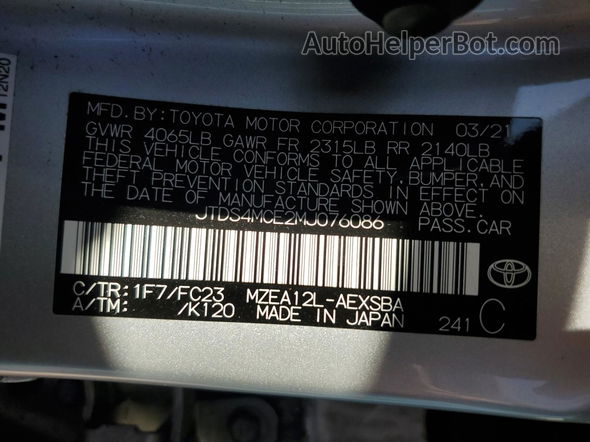 AutoHelperBot.com
12N20
MFD. BY: TOYOTA MOTOR CORPORATION 03/21
GVWR 4065LB GAWR FR 2315LB RR 2140LB
THIS VEHICLE CONFORMS TO ALL APPLICABLE
FEDERAL MOTOR VEHICLE SAFETY, BUMPER, AND
THEFT PREVENTION STANDARDS IN EFFECT ON
THE DATE OF MANUFACTURE SHOWN ABOVE.
JTDS4MCE2MJ076086 PASS. CAR
C/TR: 1F7/FC23 MZEA12L-AEXSBA
A/TM: /K120 MADE IN JAPAN 241 C